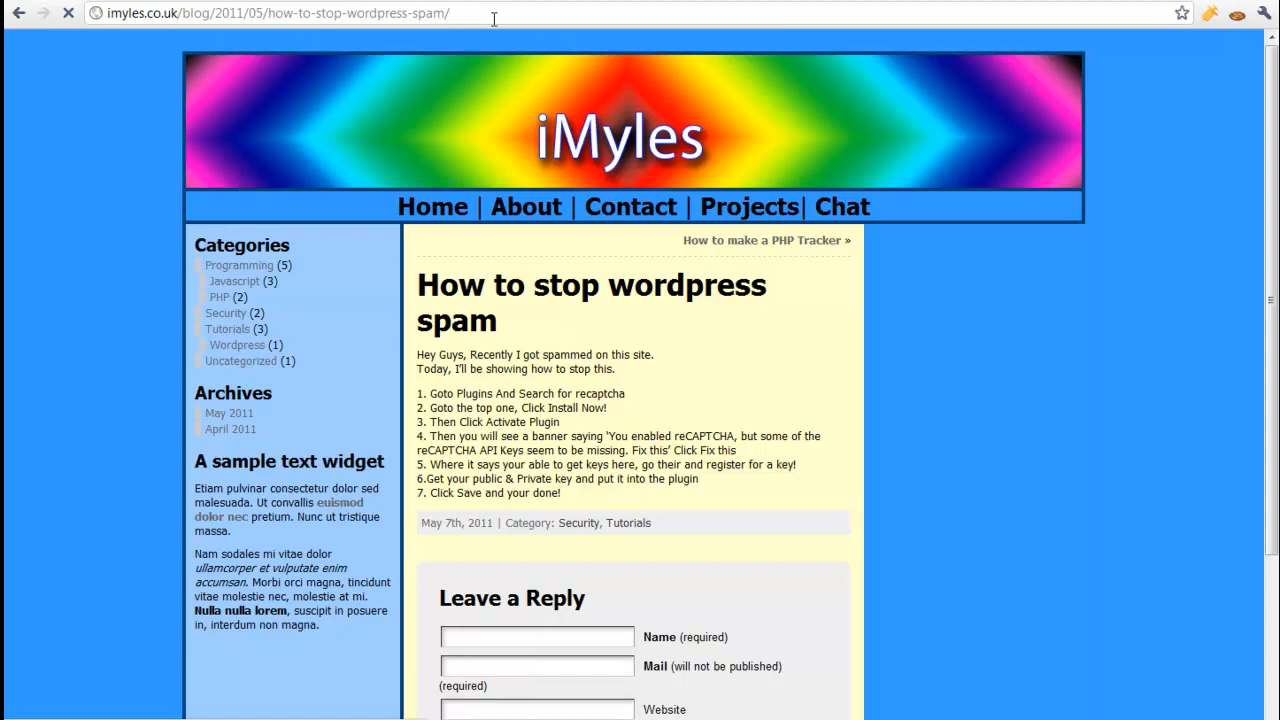 imyles.co.uk/blog/2011/05/how-to-stop-wordpress-spam/
iMyles
Home | About | Contact | Projects| Chat
Categories
Programming (5)
Javascript (3)
PHP (2)
Security (2)
Tutorials (3)
Wordpress (1)
Uncategorized (1)
Archives
May 2011
April 2011
A sample text widget
Etiam pulvinar consectetur dolor sed
malesuada. Ut convallis euismod
dolor nec pretium. Nunc ut tristique
massa.
Nam sodales mi vitae dolor
ullamcorper et vulputate enim
accumsan. Morbi orci magna, tincidunt
vitae molestie nec, molestie at mi.
Nulla nulla lorem, suscipit in posuere
in, interdum non magna.
How to make a PHP Tracker »
How to stop wordpress
spam
Hey Guys, Recently I got spammed on this site.
Today, I'll be showing how to stop this.
1. Goto Plugins And Search for recaptcha
2. Goto the top one, Click Install Now!
3. Then Click Activate Plugin
4. Then you will see a banner saying ‘You enabled reCAPTCHA, but some of the
reCAPTCHA API Keys seem to be missing. Fix this’ Click Fix this
5. Where it says your able to get keys here, go their and register for a key!
6.Get your public & Private key and put it into the plugin
7. Click Save and your done!
May 7th, 2011 | Category: Security, Tutorials
Leave a Reply
Name (required)
Mail (will not be published)
(required)
Website